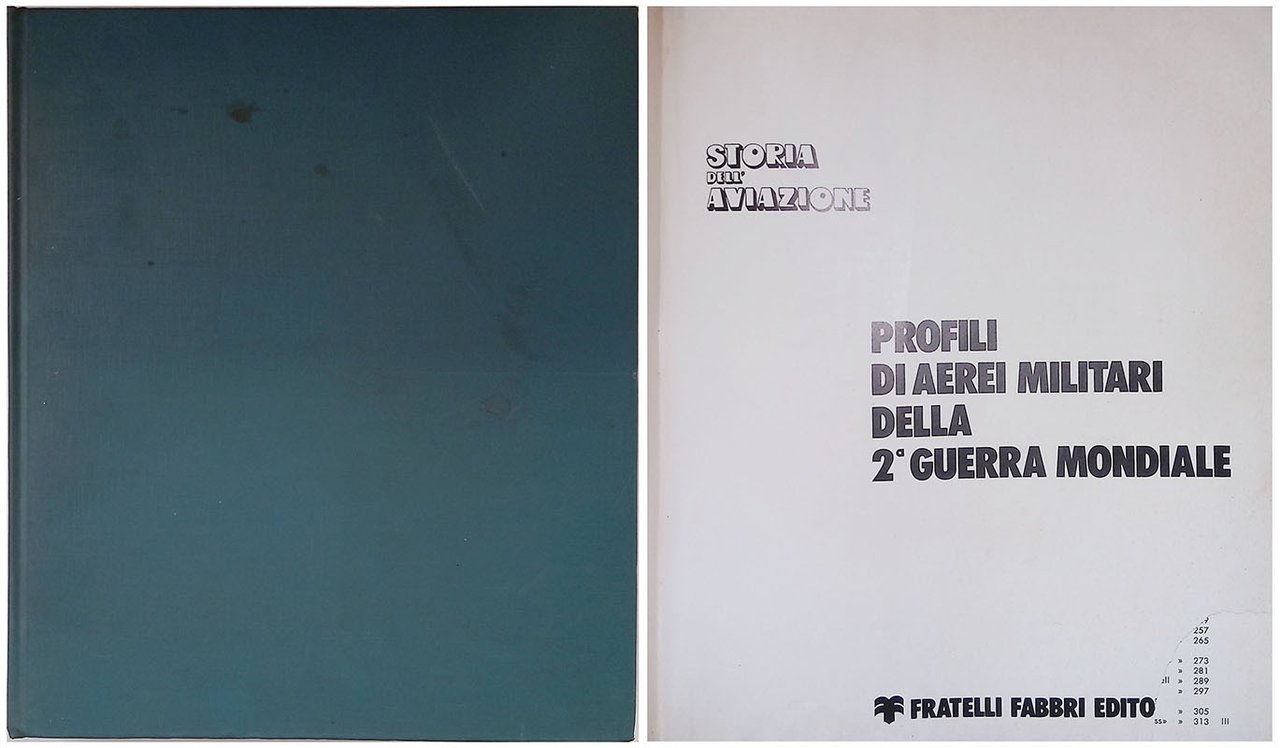 STORIA
DELL'
AVIAZIONE
PROFILI
DI AEREI MILITARI
DELLA
2ª GUERRA MONDIALE
257
265
» 273
» 281
» 289
» 297
» 305
» 313 III
FRATELLI FABBRI EDITO